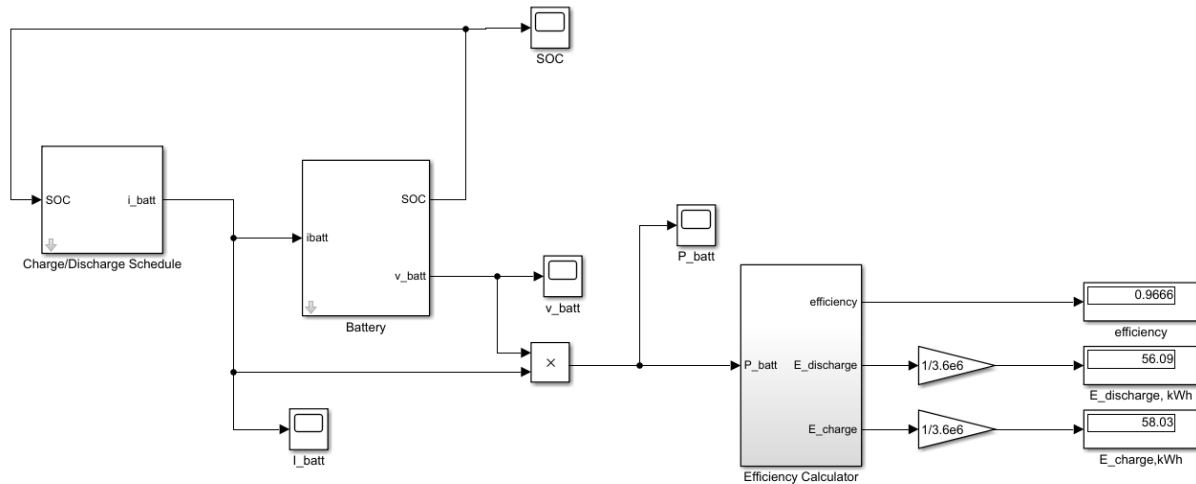 SOC
SOC
i_batt
Charge/Discharge Schedule
ibatt
SOC
v_batt
Battery
v_batt
P_batt
×
I_batt
P_batt
efficiency
E_discharge
E_charge
Efficiency Calculator
1/3.6e6
1/3.6e6
0.9666
efficiency
56.09
E_discharge, kWh
58.03
E_charge,kWh